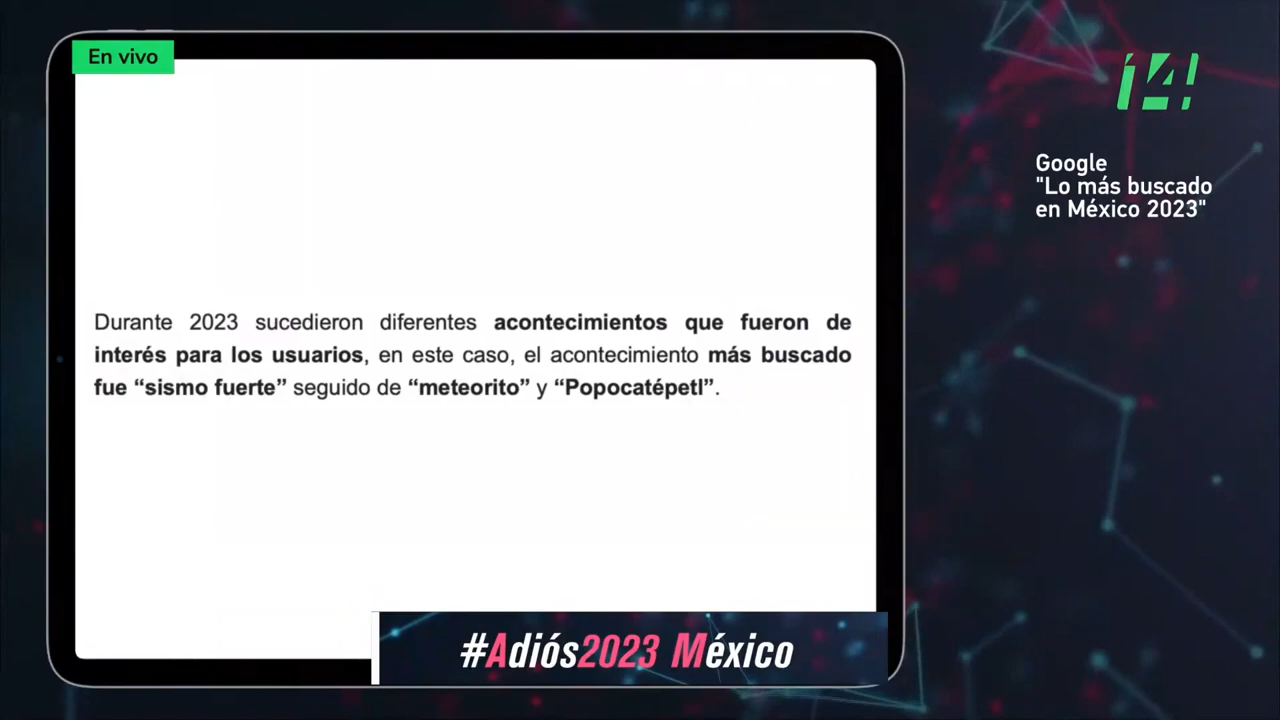 En vivo
14!
Google
"Lo más buscado
en México 2023"
Durante 2023 sucedieron diferentes acontecimientos que fueron de
interés para los usuarios, en este caso, el acontecimiento más buscado
fue “sismo fuerte” seguido de “meteorito” y “Popocatépetl”.
#Adiós2023 México